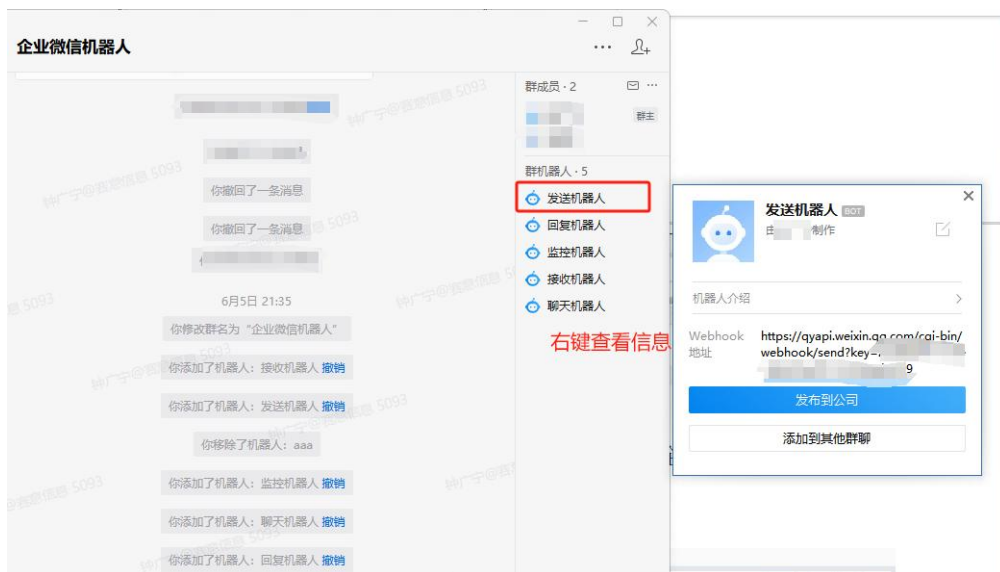 企业微信机器人
群成员·2
群主
群机器人·5
发送机器人
回复机器人
监控机器人
接收机器人
聊天机器人
右键查看信息
你撤回了一条消息
你撤回了一条消息
6月5日 21:35
你修改群名为“企业微信机器人”
你添加了机器人：接收机器人 撤销
你添加了机器人：发送机器人 撤销
你移除了机器人：aaa
你添加了机器人：监控机器人 撤销
你添加了机器人：聊天机器人 撤销
你添加了机器人：回复机器人 撤销
发送机器人 BOT
由 制作
机器人介绍
Webhook
地址
https://qyapi.weixin.qq.com/cgi-bin/
webhook/send?key=
9
发布到公司
添加到其他群聊
钟广宁@赛意信息 5093